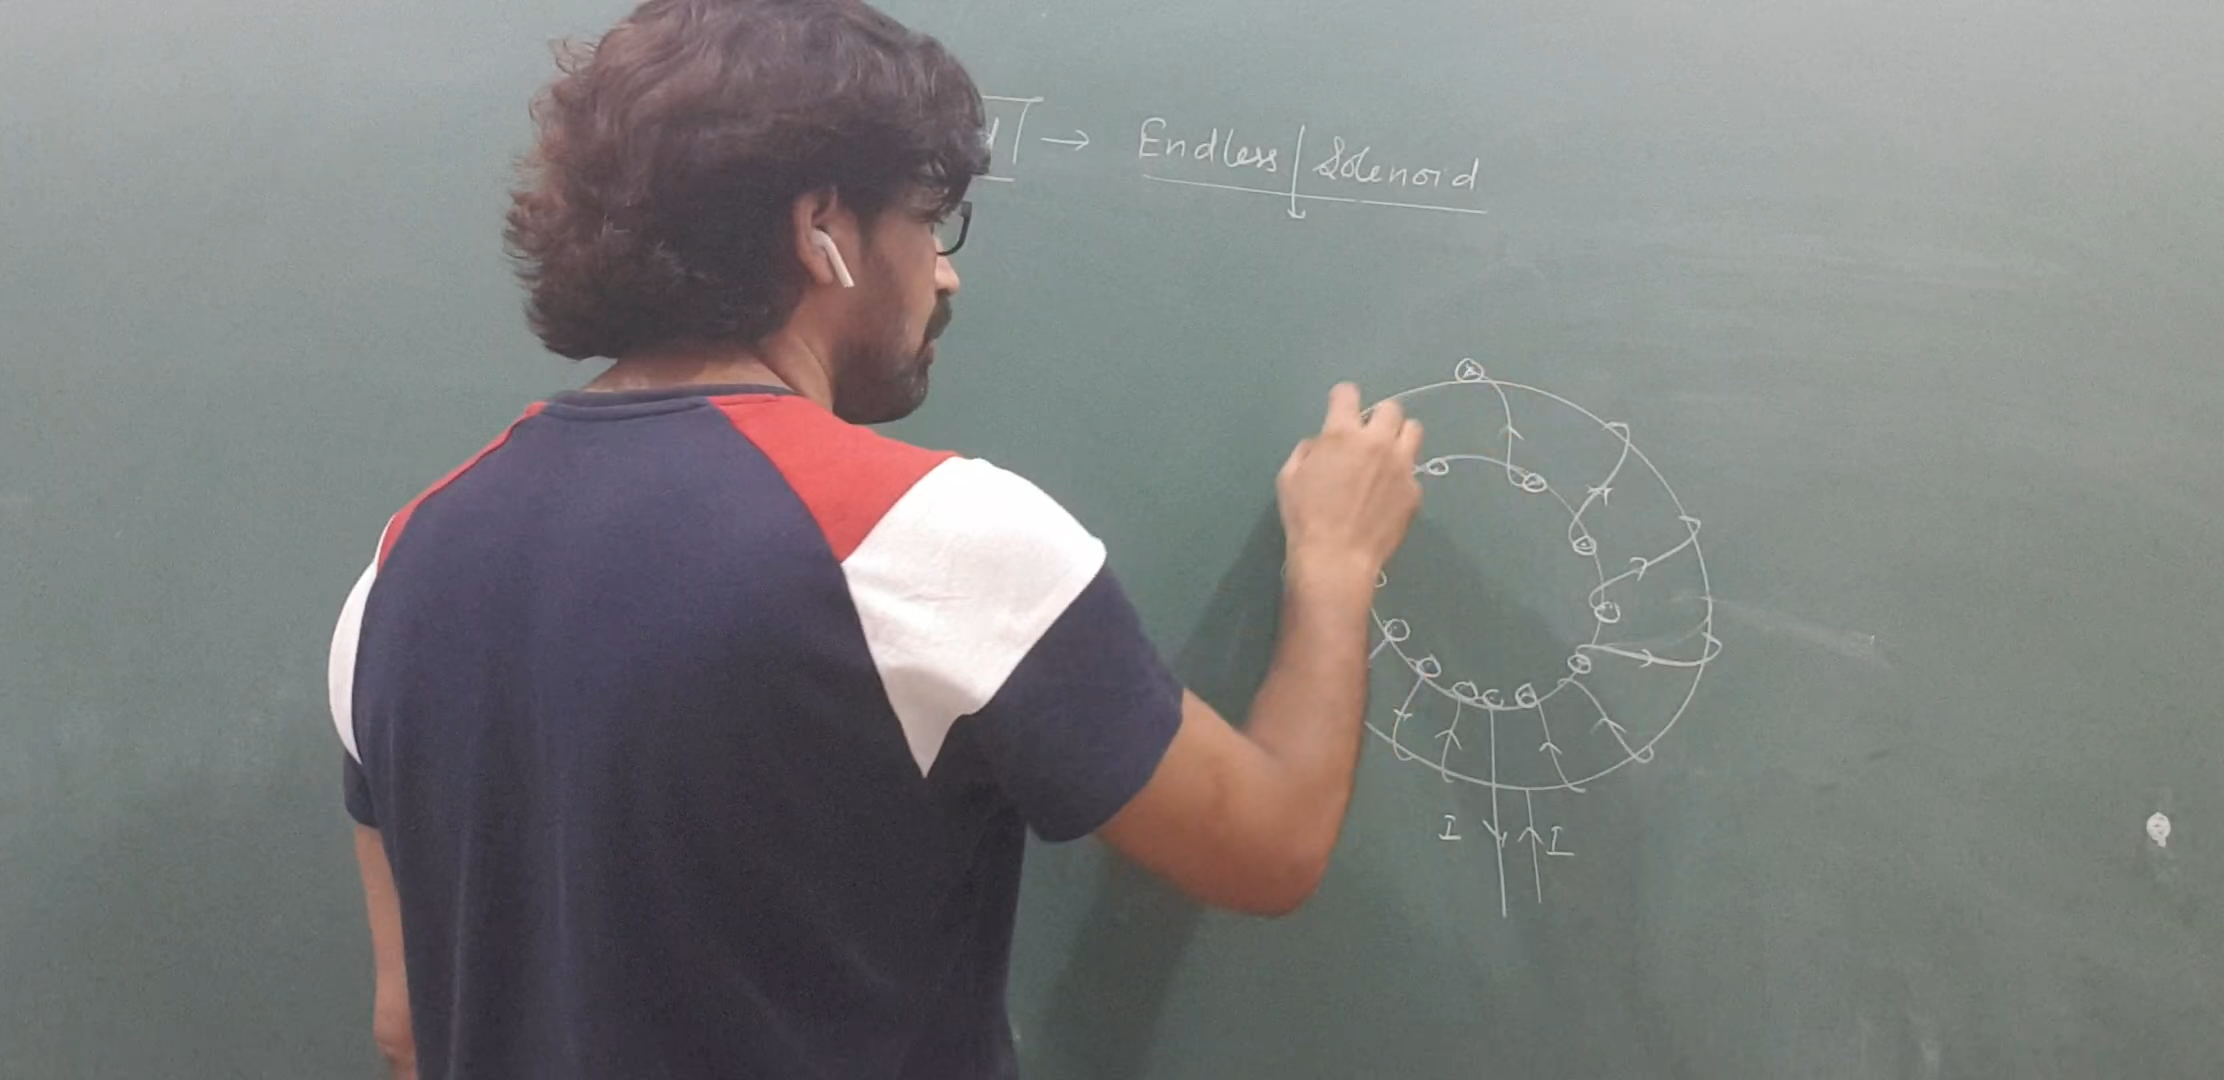 → Endless Solenoid
I I